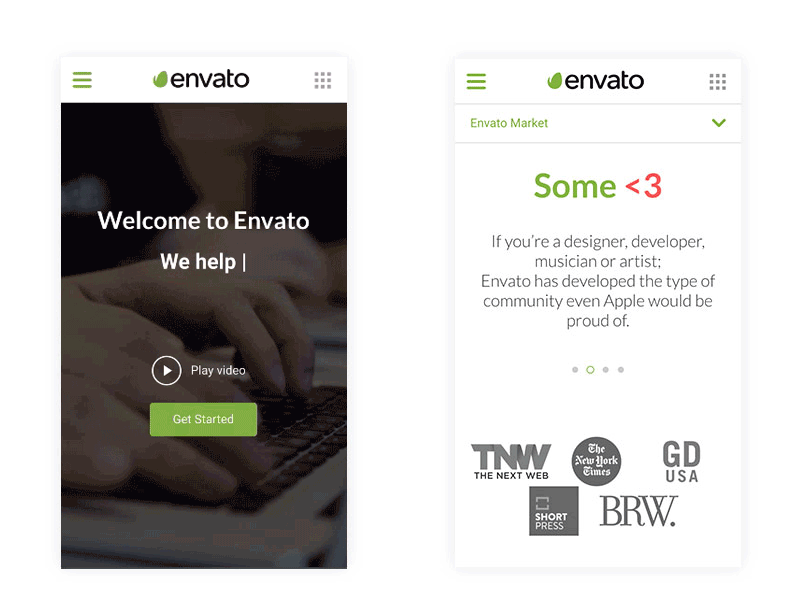 envato
Welcome to Envato
We help |
Play video
Get Started
envato
Envato Market
Some <3
If you’re a designer, developer,
musician or artist;
Envato has developed the type of
community even Apple would be
proud of.
TNW
THE NEXT WEB
The
New York
Times
GD
USA
SHORT
PRESS
BRW.